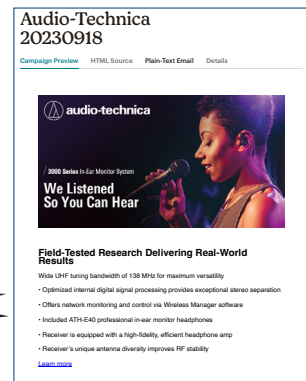 Audio-Technica
20230918
Campaign Preview HTML Source Plain-Text Email Details
audio-technica
/ 3000 Series In-Ear Monitor System
We Listened
So You Can Hear
Field-Tested Research Delivering Real-World
Results
Wide UHF tuning bandwidth of 138 MHz for maximum versatility
• Optimized internal digital signal processing provides exceptional stereo separation
• Offers network monitoring and control via Wireless Manager software
• Included ATH-E40 professional in-ear monitor headphones
• Receiver is equipped with a high-fidelity, efficient headphone amp
• Receiver's unique antenna diversity improves RF stability
Learn more